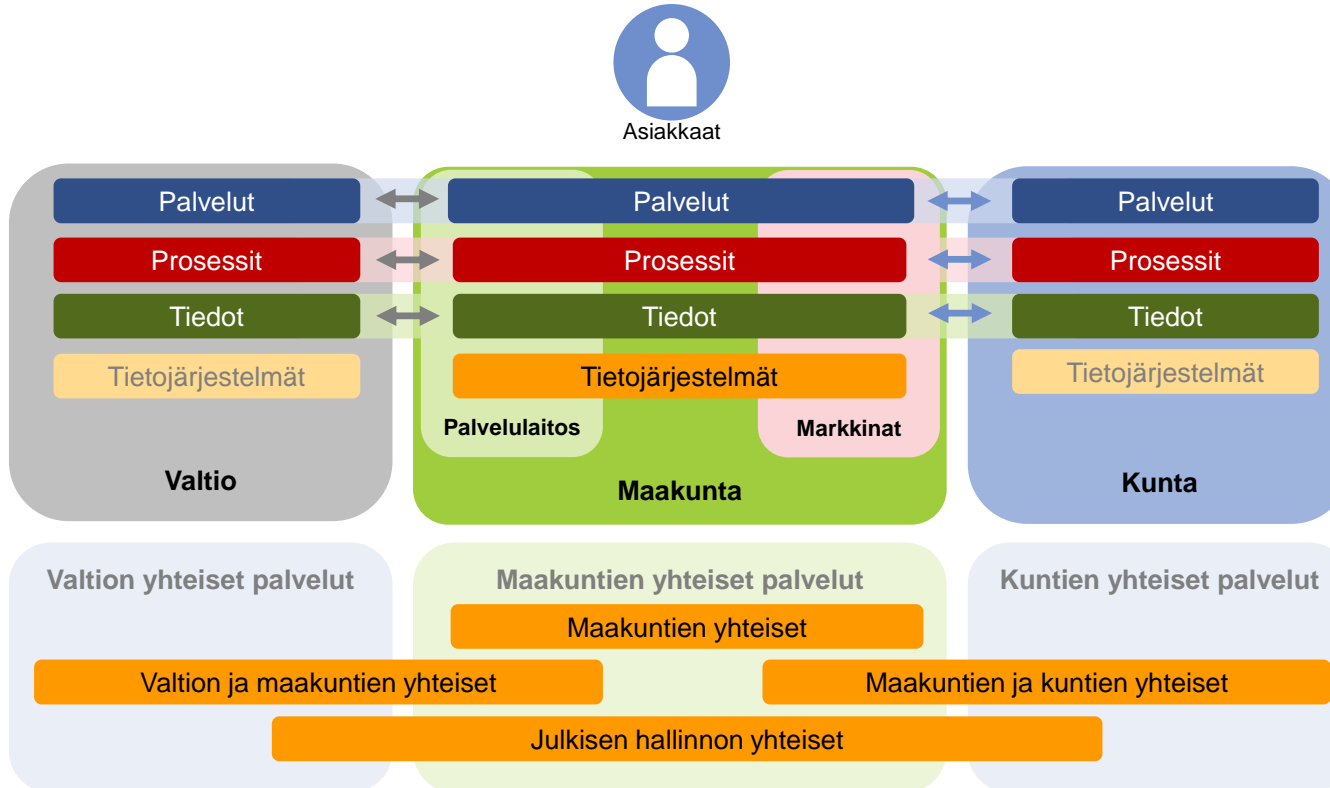 Asiakkaat
Palvelut
Palvelut
Palvelut
Prosessit
Prosessit
Prosessit
Tiedot
Tiedot
Tiedot
Tietojärjestelmät
Tietojärjestelmät
Tietojärjestelmät
Palvelulaitos
Markkinat
Valtio
Maakunta
Kunta
Valtion yhteiset palvelut
Maakuntien yhteiset palvelut
Kuntien yhteiset palvelut
Maakuntien yhteiset
Valtion ja maakuntien yhteiset
Maakuntien ja kuntien yhteiset
Julkisen hallinnon yhteiset